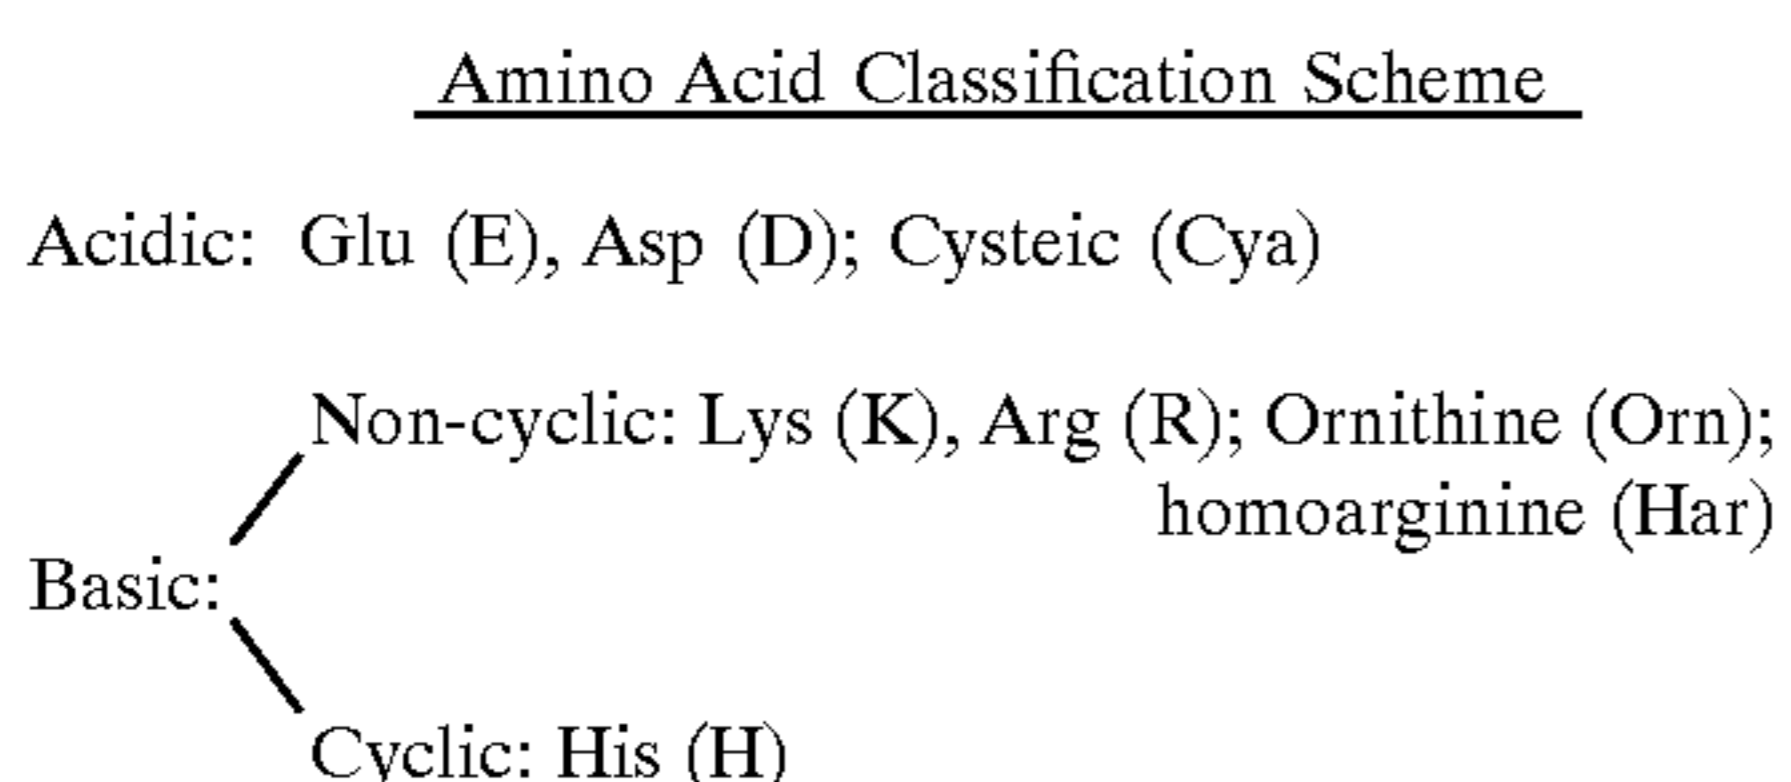 Amino Acid Classification Scheme
Acidic: Glu (E), Asp (D); Cysteic (Cya)
Non-cyclic: Lys (K), Arg (R); Ornithine (Orn);
homoarginine (Har)
Basic:
Cyclic: His (H)